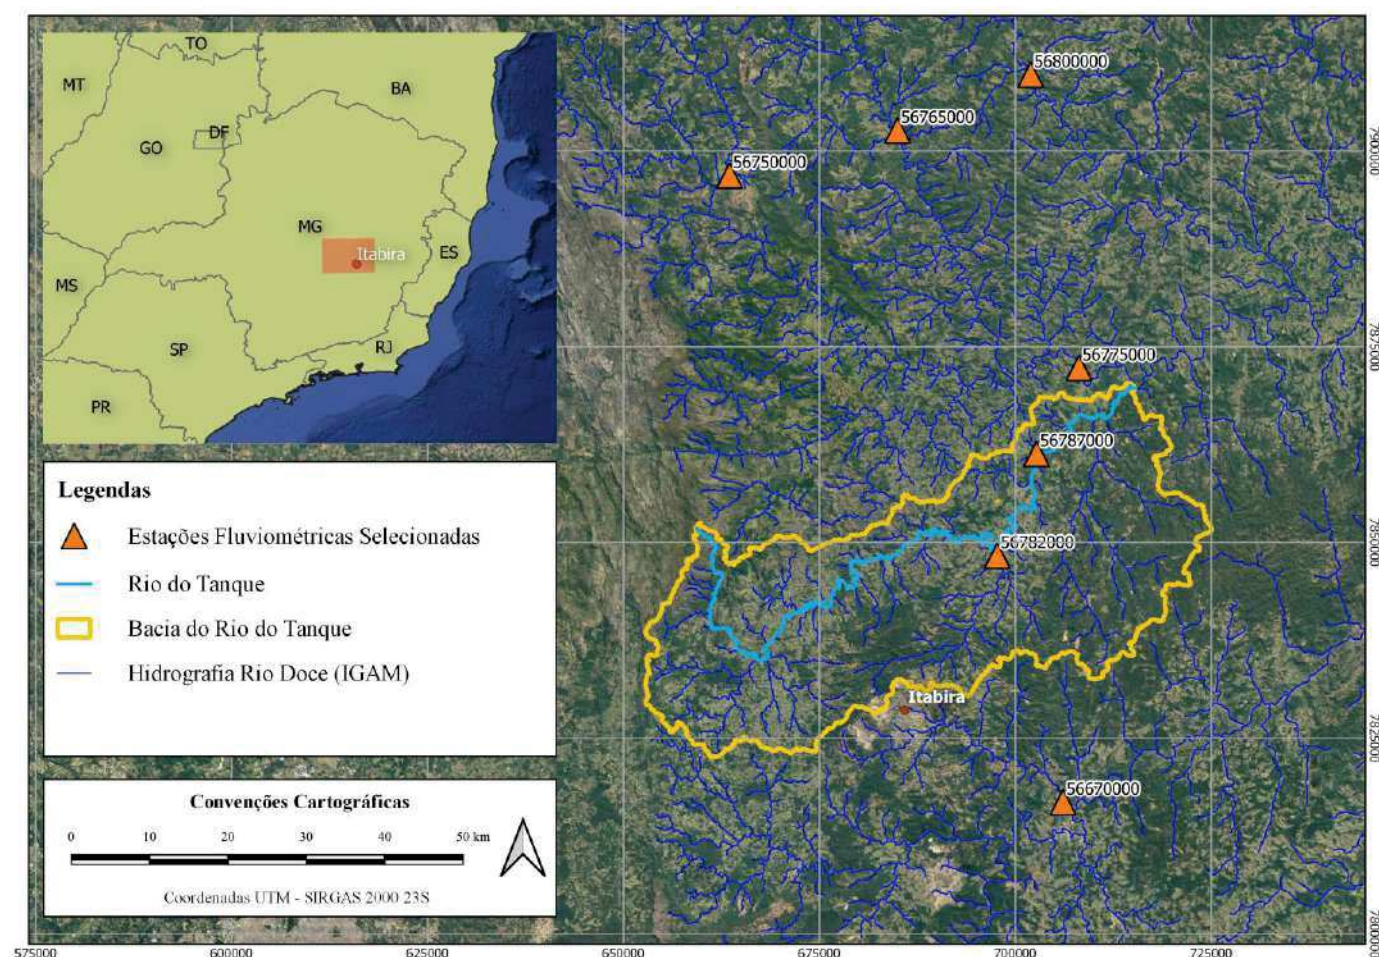 TO
MT
BA
DF
GO
MG
Itabira
ES
MS
SP
RJ
PR
56800000
56765000
56750000
56775000
56787000
56782000
Itabira
56670000
Legendas
Estações Fluviométricas Selecionadas
Rio do Tanque
Bacia do Rio do Tanque
Hidrografia Rio Doce (IGAM)
Convenções Cartográficas
0 10 20 30 40 50 km
Coordenadas UTM - SIRGAS 2000 23S
7900000
7875000
7850000
7825000
7800000
575000 600000 625000 650000 675000 700000 725000